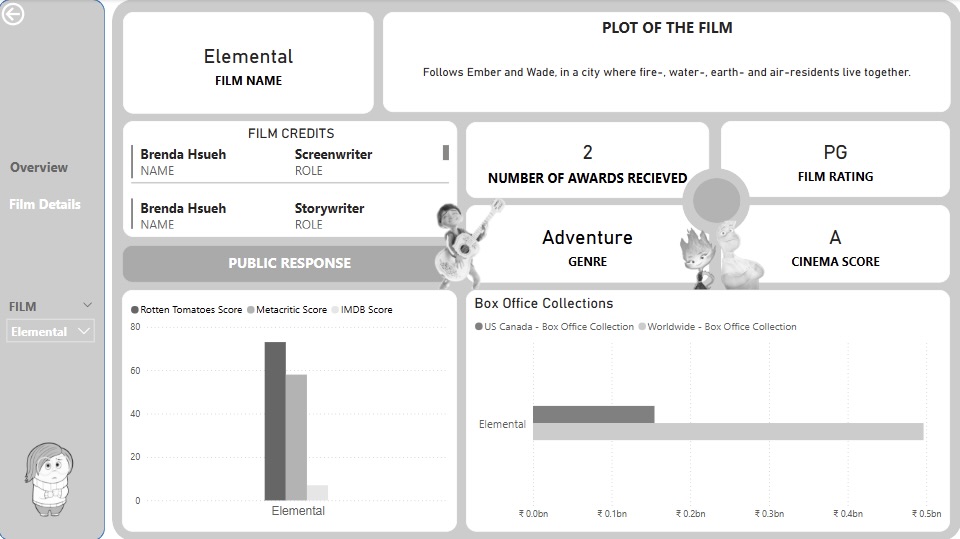 Elemental
FILM NAME
PLOT OF THE FILM
Follows Ember and Wade, in a city where fire-, water-, earth- and air-residents live together.
Overview
Film Details
FILM
Elemental
FILM CREDITS
Brenda Hsueh Screenwriter
NAME ROLE
Brenda Hsueh Storywriter
NAME ROLE
2
NUMBER OF AWARDS RECIEVED
PG
FILM RATING
Adventure
GENRE
A
CINEMA SCORE
PUBLIC RESPONSE
Rotten Tomatoes Score Metacritic Score IMDB Score
80
60
40
20
0
Elemental
Box Office Collections
US Canada - Box Office Collection Worldwide - Box Office Collection
Elemental
₹ 0.0bn ₹ 0.1bn ₹ 0.2bn ₹ 0.3bn ₹ 0.4bn ₹ 0.5bn